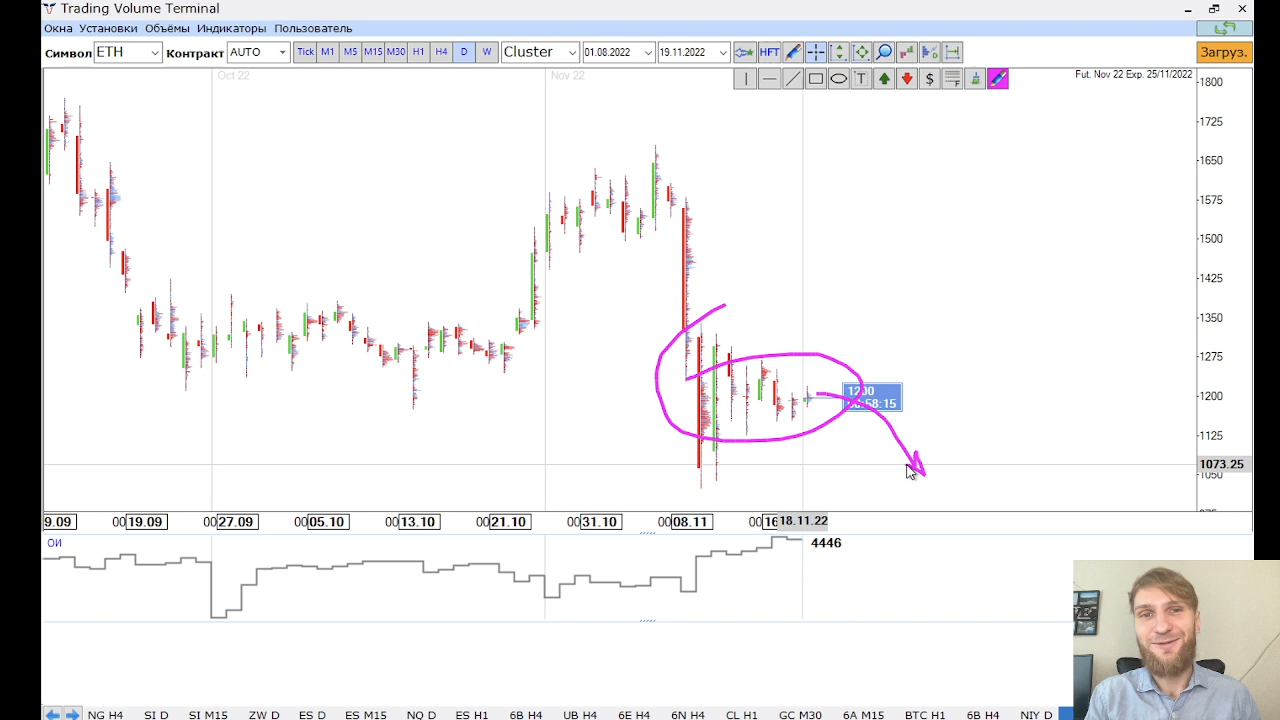 Trading Volume Terminal
Окна Установки Объёмы Индикаторы Пользователь
Символ ETH Контракт AUTO Tick M1 M5 M15 M30 H1 H4 D W Cluster 01.08.2022 19.11.2022 HFT Загруз.
T $ F
Oct 22 Nov 22 Fut. Nov 22 Exp. 25/11/2022
1800
1725
1650
1575
1500
1425
1350
1275
1200
1125
1073.25
1050
1200
:58:15
9.09 00 19.09 00 27.09 00 05.10 00 13.10 00 21.10 00 31.10 00 08.11 00 16 18.11.22
ОИ 4446
NG H4 SI D SI M15 ZW D ES D ES M15 NQ D ES H1 6B H4 UB H4 6E H4 6N H4 CL H1 GC M30 6A M15 BTC H1 6B H4 NIY D